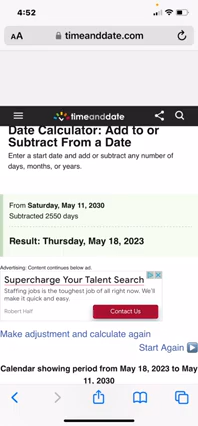 4:52
AA timeanddate.com
timeanddate
Date Calculator: Add to or
Subtract From a Date
Enter a start date and add or subtract any number of
days, months, or years.
From Saturday, May 11, 2030
Subtracted 2550 days
Result: Thursday, May 18, 2023
Advertising: Content continues below ad:
Supercharge Your Talent Search
Staffing jobs is the toughest job of all right now. We'll
make it quick and easy.
Robert Half
Contact Us
Make adjustment and calculate again
Start Again
Calendar showing period from May 18, 2023 to May
11, 2030